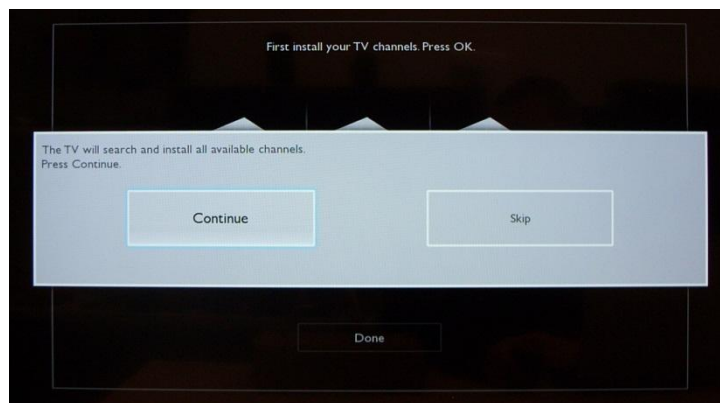 First install your TV channels. Press OK.
The TV will search and install all available channels.
Press Continue.
Continue
Skip
Done